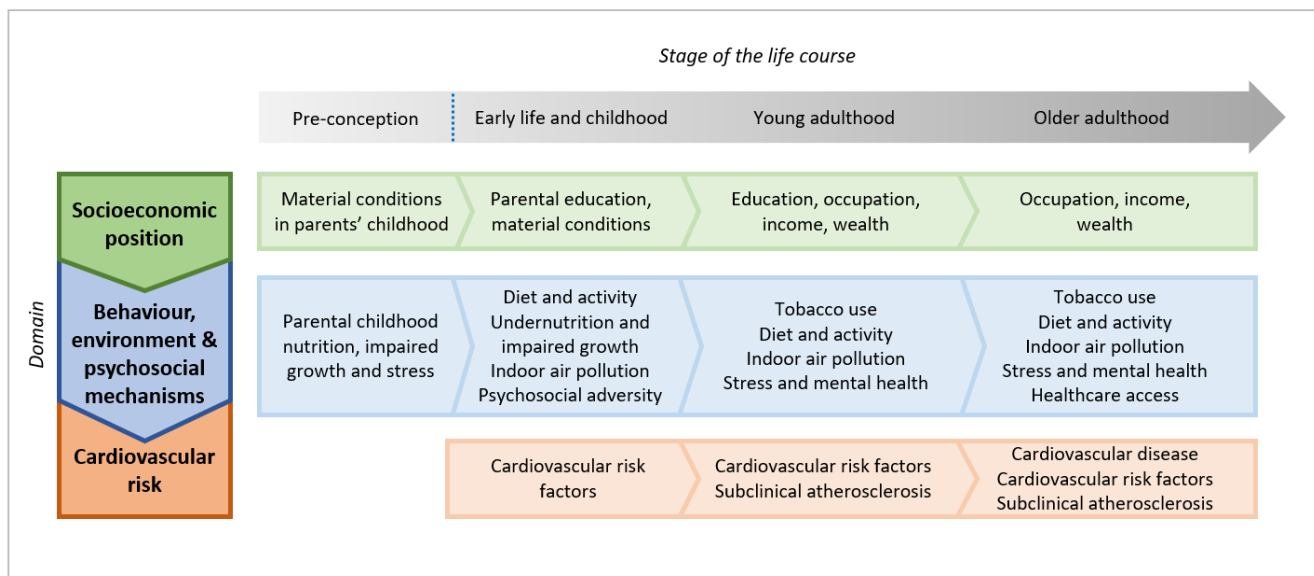 Stage of the life course
Pre-conception
Early life and childhood
Young adulthood
Older adulthood
Domain
Socioeconomic
position
Material conditions
in parents’ childhood
Parental education,
material conditions
Education, occupation,
income, wealth
Occupation, income,
wealth
Behaviour,
environment &
psychosocial
mechanisms
Parental childhood
nutrition, impaired
growth and stress
Diet and activity
Undernutrition and
impaired growth
Indoor air pollution
Psychosocial adversity
Tobacco use
Diet and activity
Indoor air pollution
Stress and mental health
Tobacco use
Diet and activity
Indoor air pollution
Stress and mental health
Healthcare access
Cardiovascular
risk
Cardiovascular risk
factors
Cardiovascular risk factors
Subclinical atherosclerosis
Cardiovascular disease
Cardiovascular risk factors
Subclinical atherosclerosis